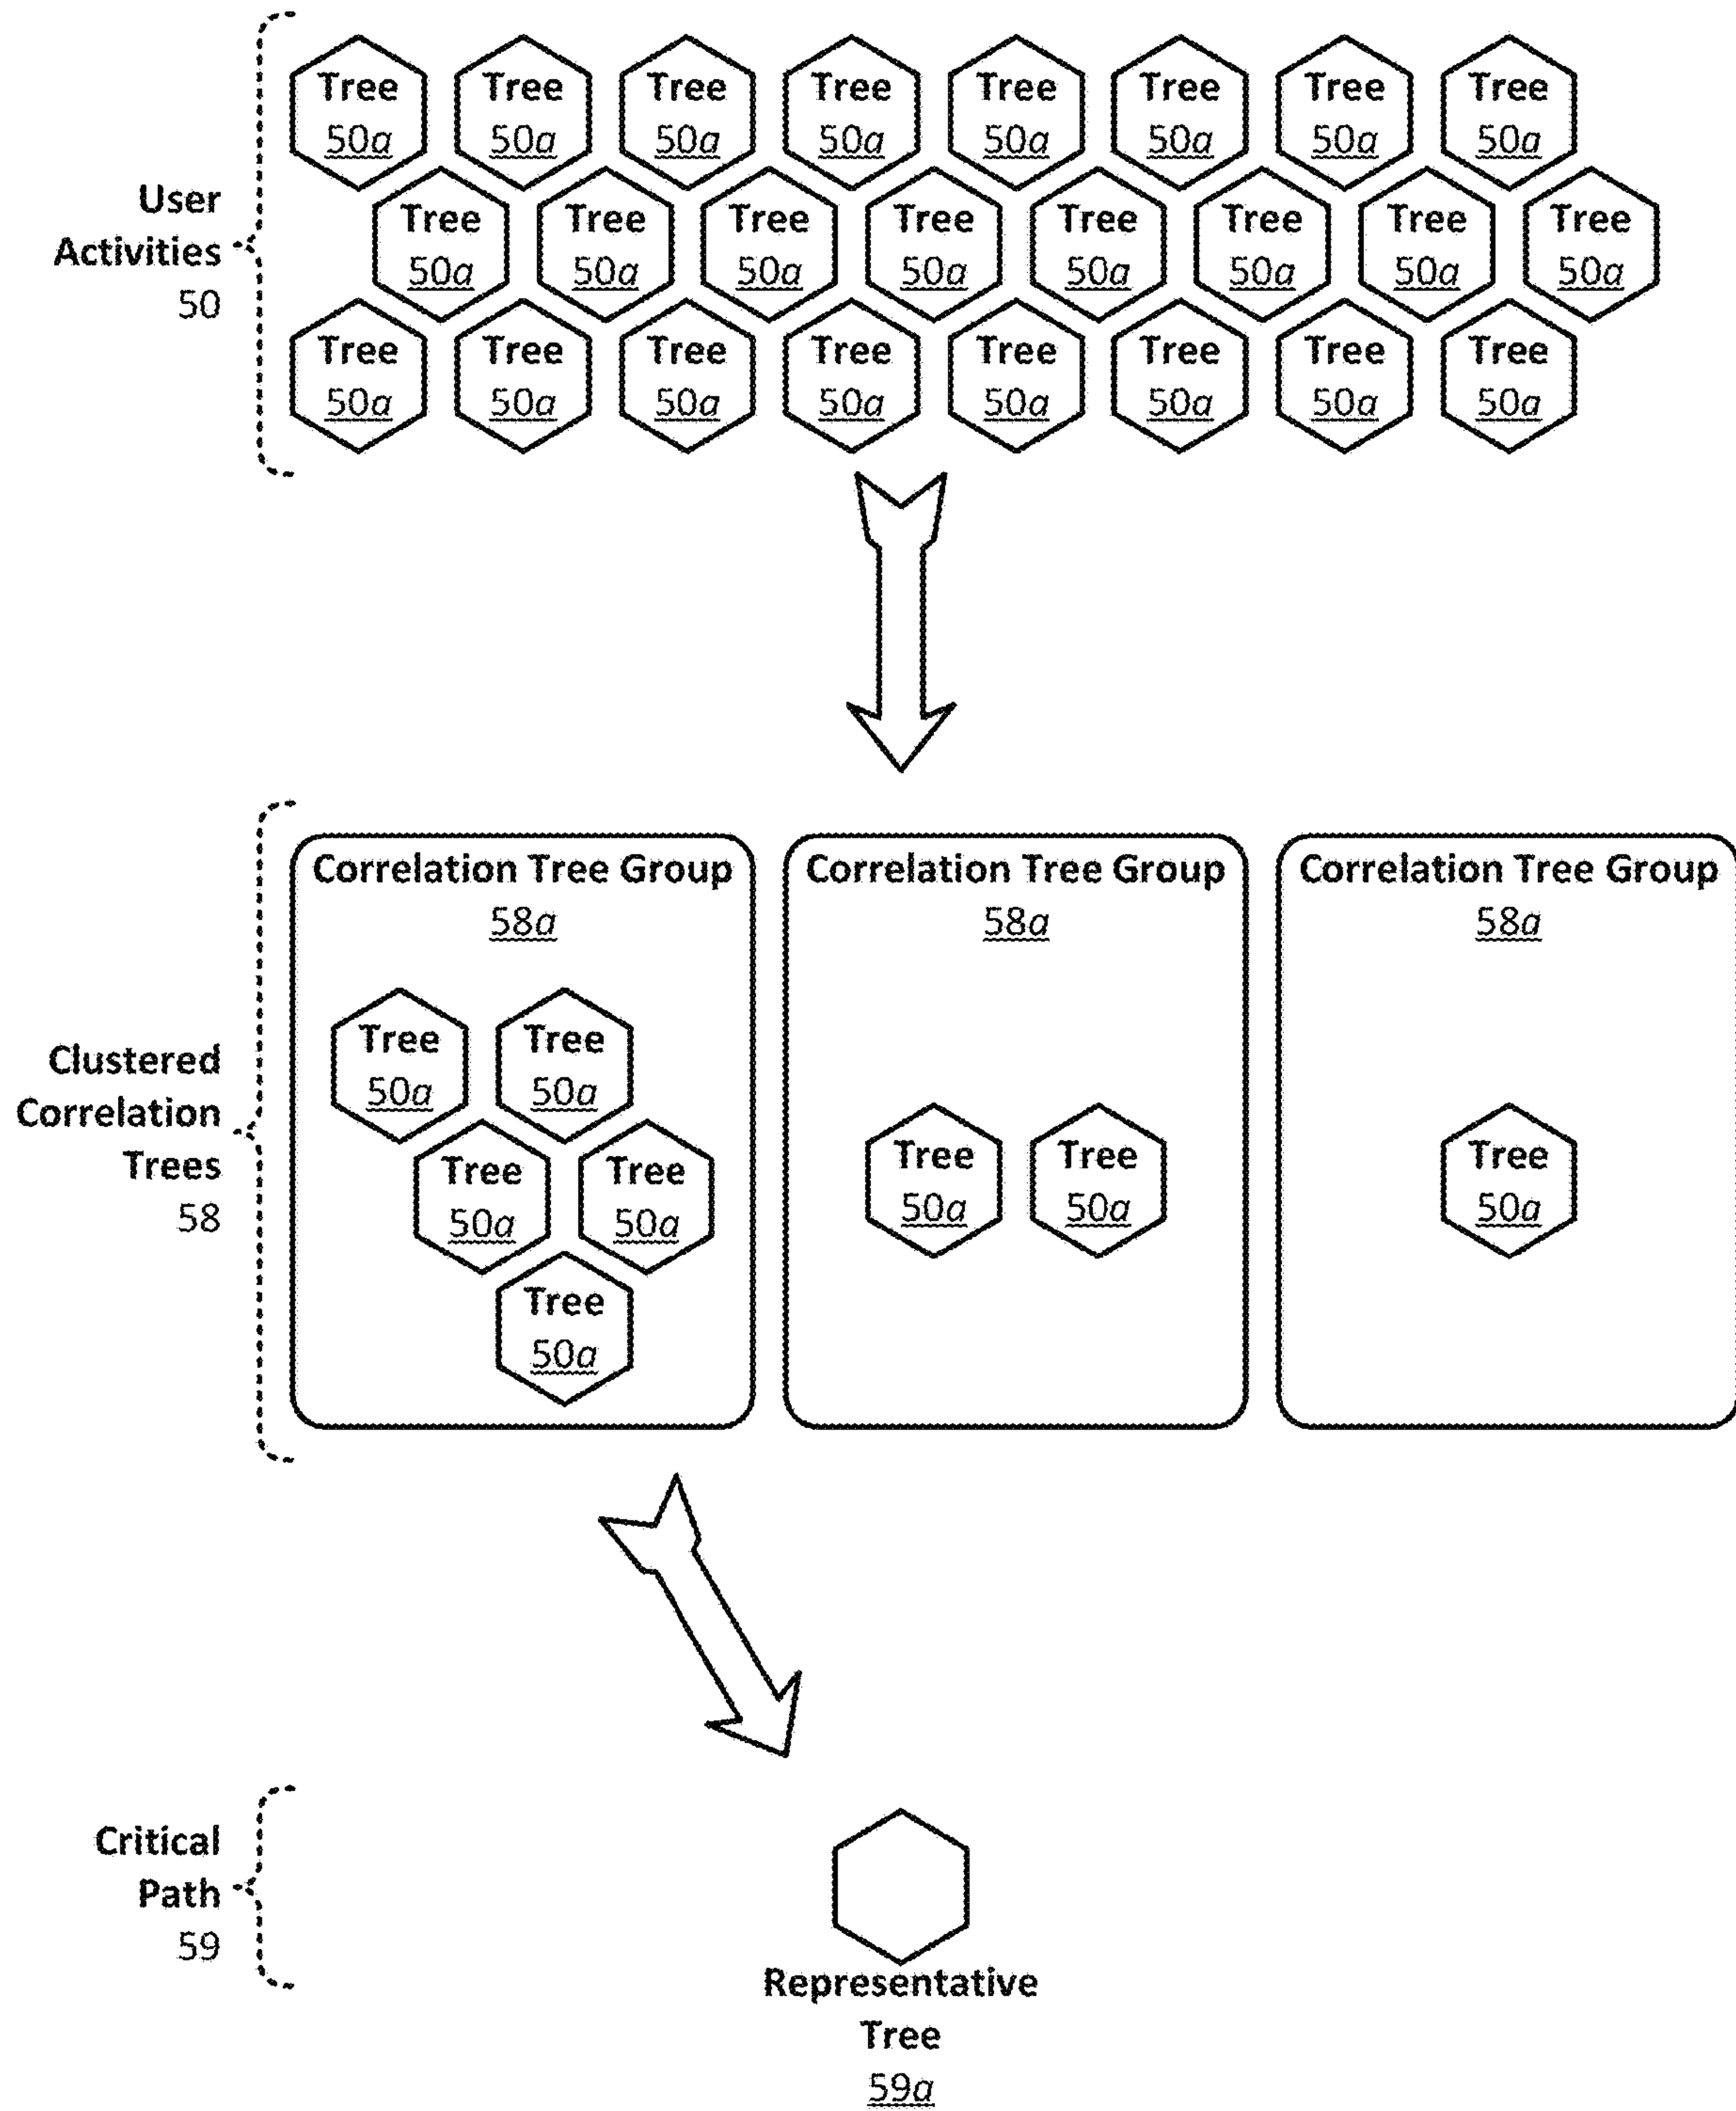 Tree Tree Tree Tree Tree Tree Tree Tree
50a 50a 50a 50a 50a 50a 50a 50a
Tree Tree Tree Tree Tree Tree Tree Tree
50a 50a 50a 50a 50a 50a 50a 50a
Tree Tree Tree Tree Tree Tree Tree Tree
50a 50a 50a 50a 50a 50a 50a 50a
User
Activities
50
Correlation Tree Group
58a
Tree Tree
50a 50a
Tree Tree
50a 50a
Tree
50a
Correlation Tree Group
58a
Tree Tree
50a 50a
Correlation Tree Group
58a
Tree
50a
Clustered
Correlation
Trees
58
Critical
Path
59
Representative
Tree
59a